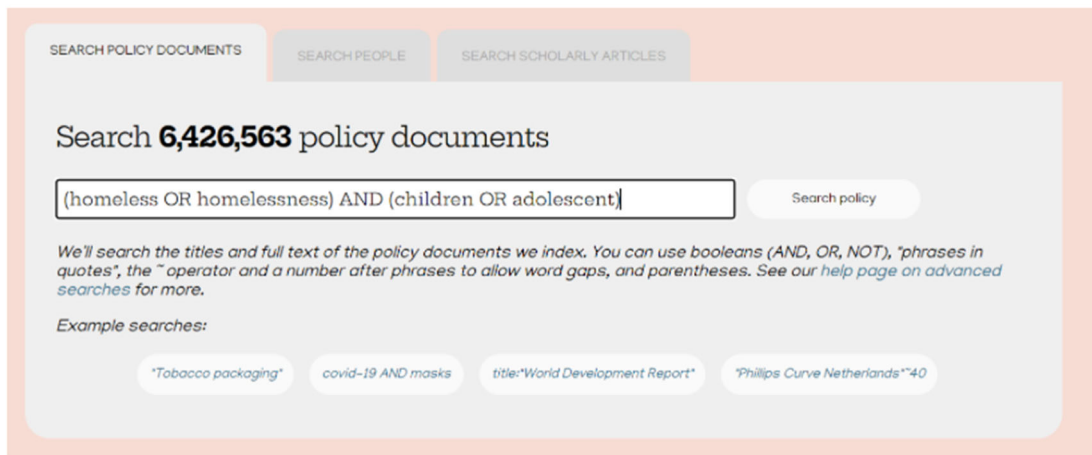 SEARCH POLICY DOCUMENTS
SEARCH PEOPLE
SEARCH SCHOLARLY ARTICLES
Search 6,426,563 policy documents
(homeless OR homelessness) AND (children OR adolescent)
Search policy
We'll search the titles and full text of the policy documents we index. You can use booleans (AND, OR, NOT), "phrases in
quotes", the ~ operator and a number after phrases to allow word gaps, and parentheses. See our help page on advanced
searches for more.
Example searches:
"Tobacco packaging"
covid-19 AND masks
title:"World Development Report"
"Phillips Curve Netherlands"~40